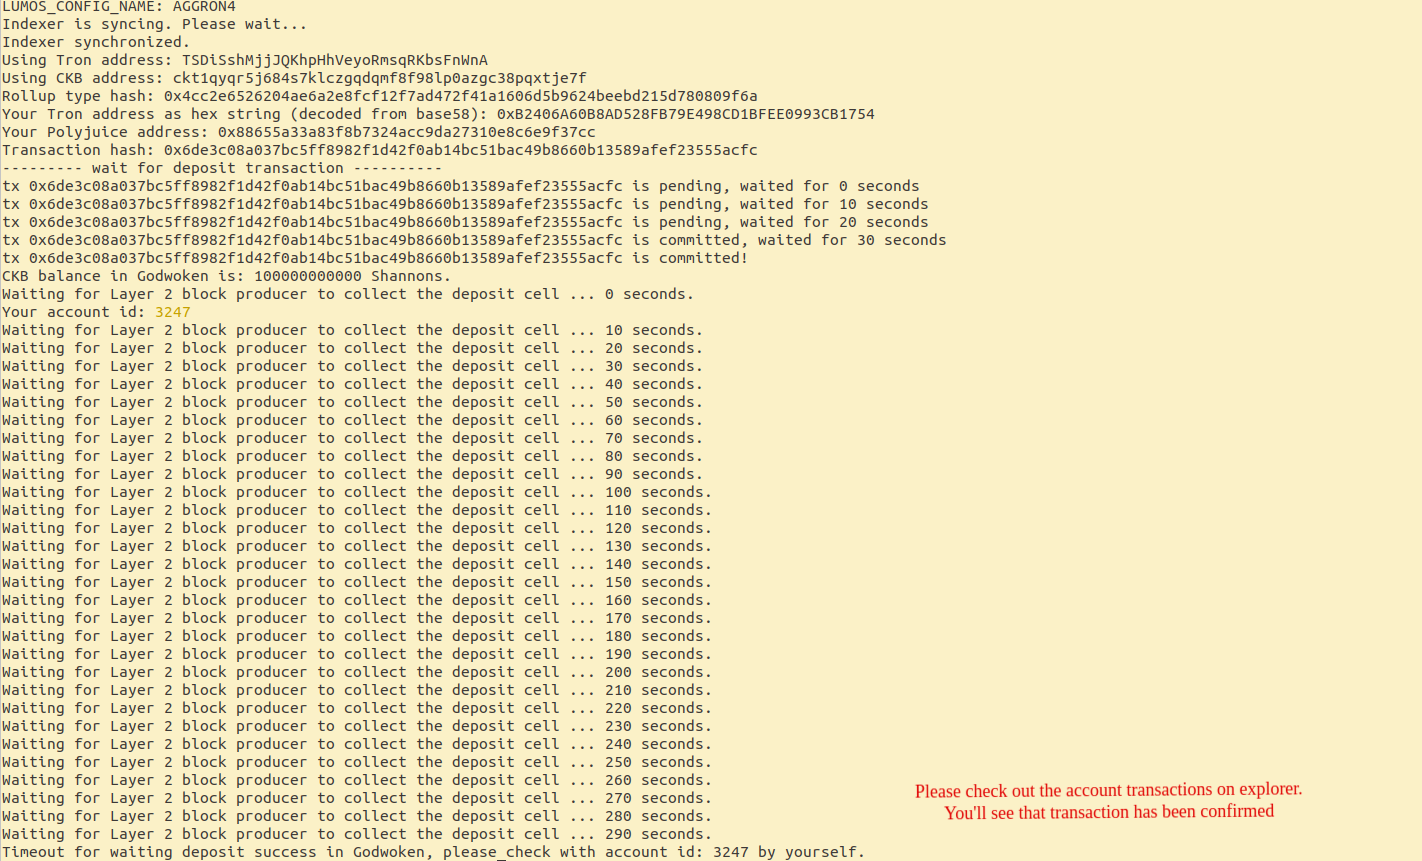 LUMOS_CONFIG_NAME: AGGRON4
Indexer is syncing. Please wait...
Indexer synchronized.
Using Tron address: TSDiSshMjjJQKhpHhVeyoRmsqRKbsFnWnA
Using CKB address: ckt1qyqr5j684s7klczgqdqmf8f98lp0azgc38pqxtje7f
Rollup type hash: 0x4cc2e6526204ae6a2e8fcf12f7ad472f41a1606d5b9624beebd215d780809f6a
Your Tron address as hex string (decoded from base58): 0xB2406A60B8AD528FB79E498CD1BFEE0993CB1754
Your Polyjuice address: 0x88655a33a83f8b7324acc9da27310e8c6e9f37cc
Transaction hash: 0x6de3c08a037bc5ff8982f1d42f0ab14bc51bac49b8660b13589afef23555acfc
--------- wait for deposit transaction ----------
tx 0x6de3c08a037bc5ff8982f1d42f0ab14bc51bac49b8660b13589afef23555acfc is pending, waited for 0 seconds
tx 0x6de3c08a037bc5ff8982f1d42f0ab14bc51bac49b8660b13589afef23555acfc is pending, waited for 10 seconds
tx 0x6de3c08a037bc5ff8982f1d42f0ab14bc51bac49b8660b13589afef23555acfc is pending, waited for 20 seconds
tx 0x6de3c08a037bc5ff8982f1d42f0ab14bc51bac49b8660b13589afef23555acfc is committed, waited for 30 seconds
tx 0x6de3c08a037bc5ff8982f1d42f0ab14bc51bac49b8660b13589afef23555acfc is committed!
CKB balance in Godwoken is: 100000000000 Shannons.
Waiting for Layer 2 block producer to collect the deposit cell ... 0 seconds.
Your account id: 3247
Waiting for Layer 2 block producer to collect the deposit cell ... 10 seconds.
Waiting for Layer 2 block producer to collect the deposit cell ... 20 seconds.
Waiting for Layer 2 block producer to collect the deposit cell ... 30 seconds.
Waiting for Layer 2 block producer to collect the deposit cell ... 40 seconds.
Waiting for Layer 2 block producer to collect the deposit cell ... 50 seconds.
Waiting for Layer 2 block producer to collect the deposit cell ... 60 seconds.
Waiting for Layer 2 block producer to collect the deposit cell ... 70 seconds.
Waiting for Layer 2 block producer to collect the deposit cell ... 80 seconds.
Waiting for Layer 2 block producer to collect the deposit cell ... 90 seconds.
Waiting for Layer 2 block producer to collect the deposit cell ... 100 seconds.
Waiting for Layer 2 block producer to collect the deposit cell ... 110 seconds.
Waiting for Layer 2 block producer to collect the deposit cell ... 120 seconds.
Waiting for Layer 2 block producer to collect the deposit cell ... 130 seconds.
Waiting for Layer 2 block producer to collect the deposit cell ... 140 seconds.
Waiting for Layer 2 block producer to collect the deposit cell ... 150 seconds.
Waiting for Layer 2 block producer to collect the deposit cell ... 160 seconds.
Waiting for Layer 2 block producer to collect the deposit cell ... 170 seconds.
Waiting for Layer 2 block producer to collect the deposit cell ... 180 seconds.
Waiting for Layer 2 block producer to collect the deposit cell ... 190 seconds.
Waiting for Layer 2 block producer to collect the deposit cell ... 200 seconds.
Waiting for Layer 2 block producer to collect the deposit cell ... 210 seconds.
Waiting for Layer 2 block producer to collect the deposit cell ... 220 seconds.
Waiting for Layer 2 block producer to collect the deposit cell ... 230 seconds.
Waiting for Layer 2 block producer to collect the deposit cell ... 240 seconds.
Waiting for Layer 2 block producer to collect the deposit cell ... 250 seconds.
Waiting for Layer 2 block producer to collect the deposit cell ... 260 seconds.
Waiting for Layer 2 block producer to collect the deposit cell ... 270 seconds.
Waiting for Layer 2 block producer to collect the deposit cell ... 280 seconds.
Waiting for Layer 2 block producer to collect the deposit cell ... 290 seconds.
Timeout for waiting deposit success in Godwoken, please check with account id: 3247 by yourself.
Please check out the account transactions on explorer.
You'll see that transaction has been confirmed